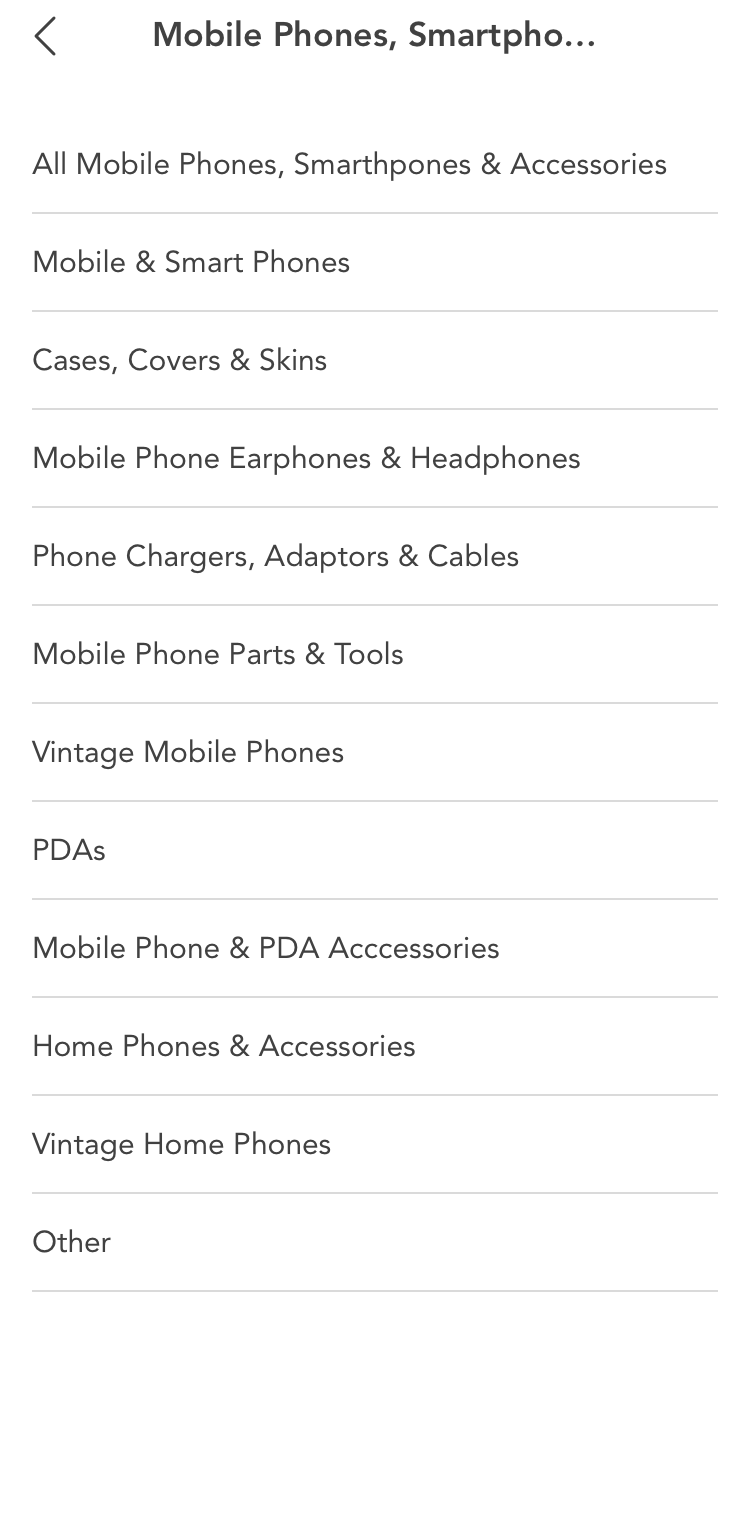 Mobile Phones, Smartpho...
All Mobile Phones, Smarthpones & Accessories
Mobile & Smart Phones
Cases, Covers & Skins
Mobile Phone Earphones & Headphones
Phone Chargers, Adaptors & Cables
Mobile Phone Parts & Tools
Vintage Mobile Phones
PDAs
Mobile Phone & PDA Acccessories
Home Phones & Accessories
Vintage Home Phones
Other